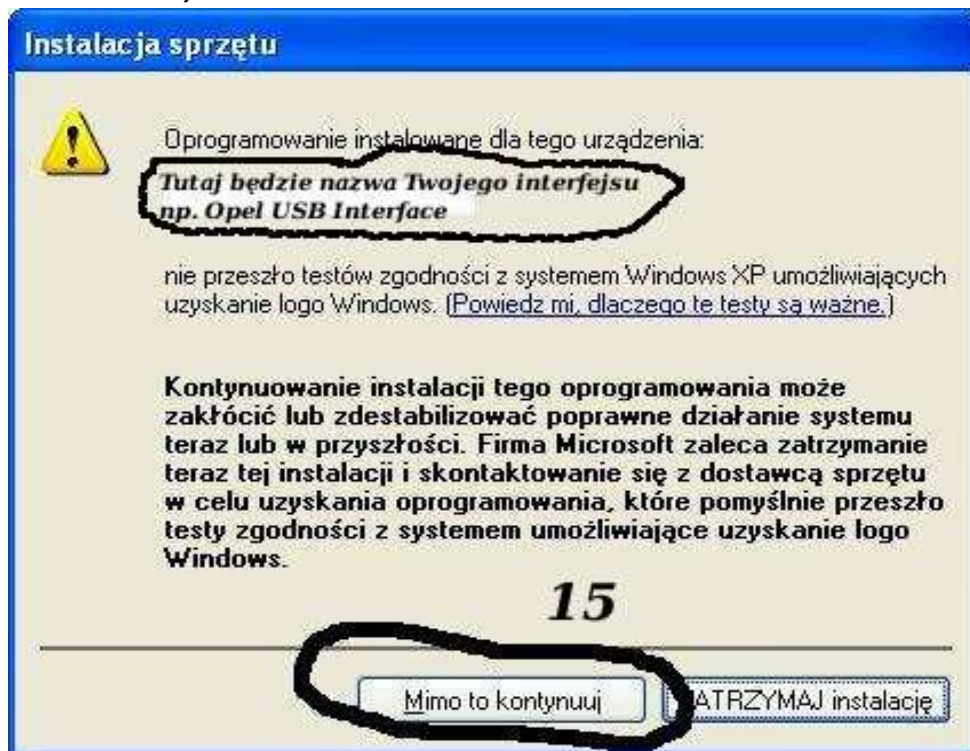 Instalacja sprzętu
Oprogramowanie instalowane dla tego urządzenia:
Tutaj będzie nazwa Twojego interfejsu
np. Opel USB Interface
nie przeszło testów zgodności z systemem Windows XP umożliwiających
uzyskanie logo Windows. (Powiedz mi, dlaczego te testy są ważne.)
Kontynuowanie instalacji tego oprogramowania może
zakłócić lub zdestabilizować poprawne działanie systemu
teraz lub w przyszłości. Firma Microsoft zaleca zatrzymanie
teraz tej instalacji i skontaktowanie się z dostawcą sprzętu
w celu uzyskania oprogramowania, które pomyślnie przeszło
testy zgodności z systemem umożliwiające uzyskanie logo
Windows.
15
Mimo to kontynuuj ATRZYMAJ instalację